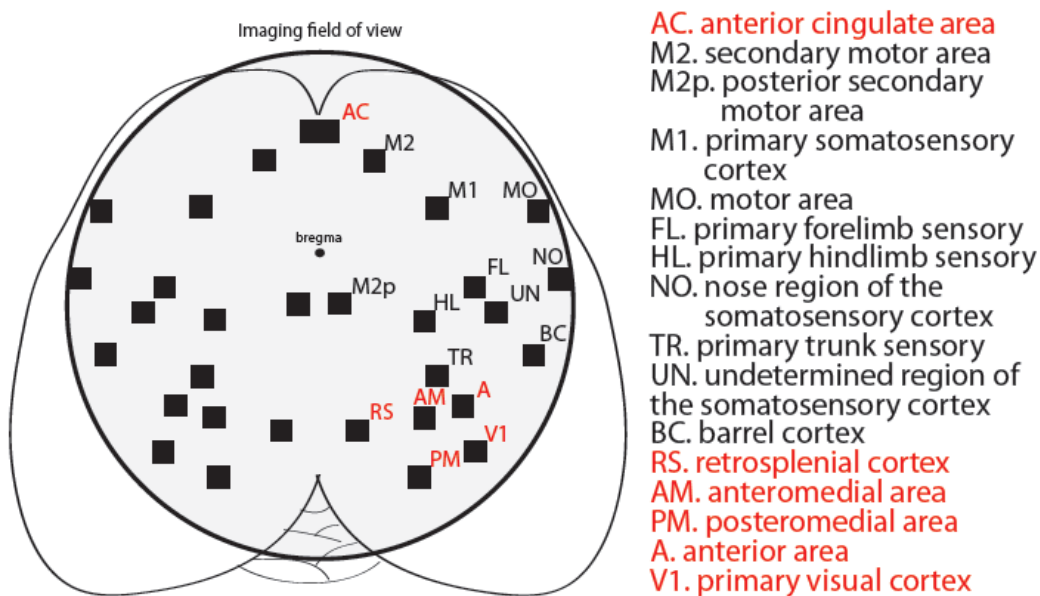 Imaging field of view
AC
M2
M1
MO
bregma
NO
FL
M2p
UN
HL
BC
TR
AM
A
RS
V1
PM
AC. anterior cingulate area
M2. secondary motor area
M2p. posterior secondary
motor area
M1. primary somatosensory
cortex
MO. motor area
FL. primary forelimb sensory
HL. primary hindlimb sensory
NO. nose region of the
somatosensory cortex
TR. primary trunk sensory
UN. undetermined region of
the somatosensory cortex
BC. barrel cortex
RS. retrosplenial cortex
AM. anteromedial area
PM. posteromedial area
A. anterior area
V1. primary visual cortex